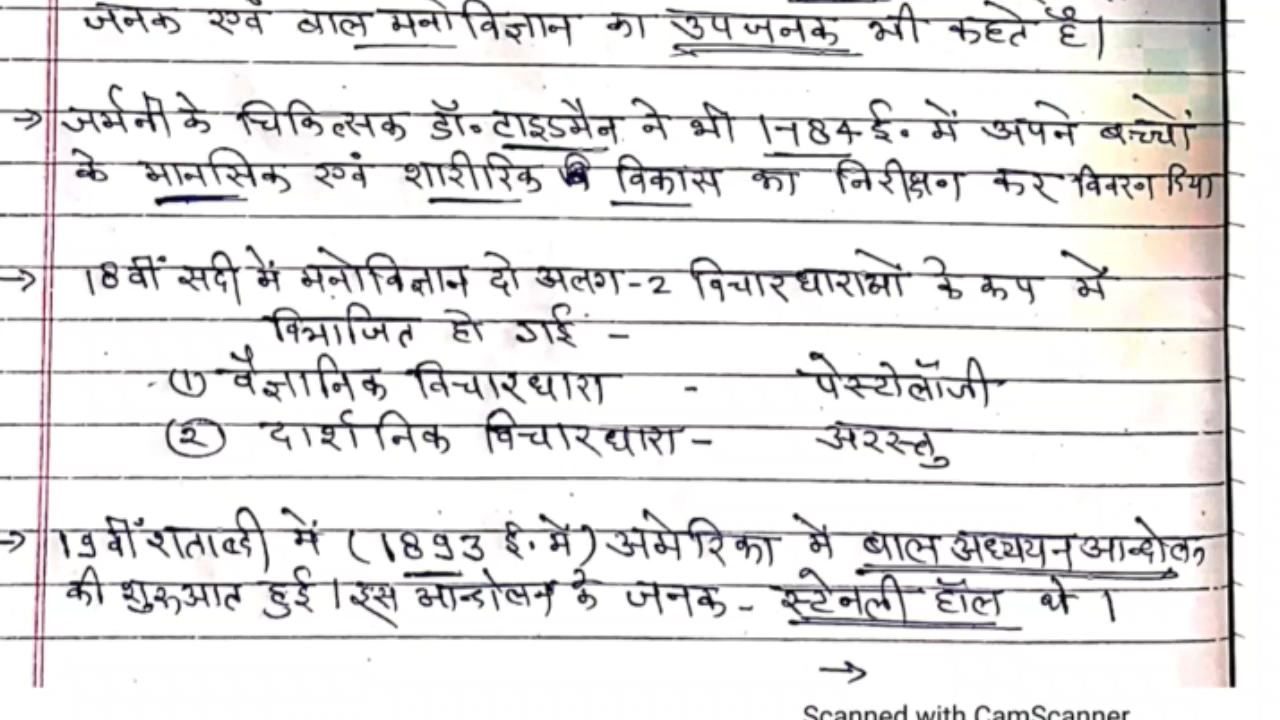 जनक एवं बाल मनोविज्ञान का उपजनक भी कहते हैं।
→ जर्मनी के चिकित्सक डॉ॰ टाइडमैन ने भी 1784 ई॰ में अपने बच्चों
के मानसिक एवं शारीरिक विकास का निरीक्षण कर विवरन दिया
→ 18वीं सदी में मनोविज्ञान दो अलग-2 विचारधाराओं के रूप में
विभाजित हो गई -
(1) वैज्ञानिक विचारधारा - पेस्टोलॉजी
(2) दार्शनिक विचारधारा - अरस्तु
→ 19वीं शताब्दी में (1893 ई॰ में) अमेरिका में बाल अध्ययन आन्दोलन
की शुरुआत हुई। इस आन्दोलन के जनक - स्टेनली हॉल थे।
→
Scanned with CamScanner